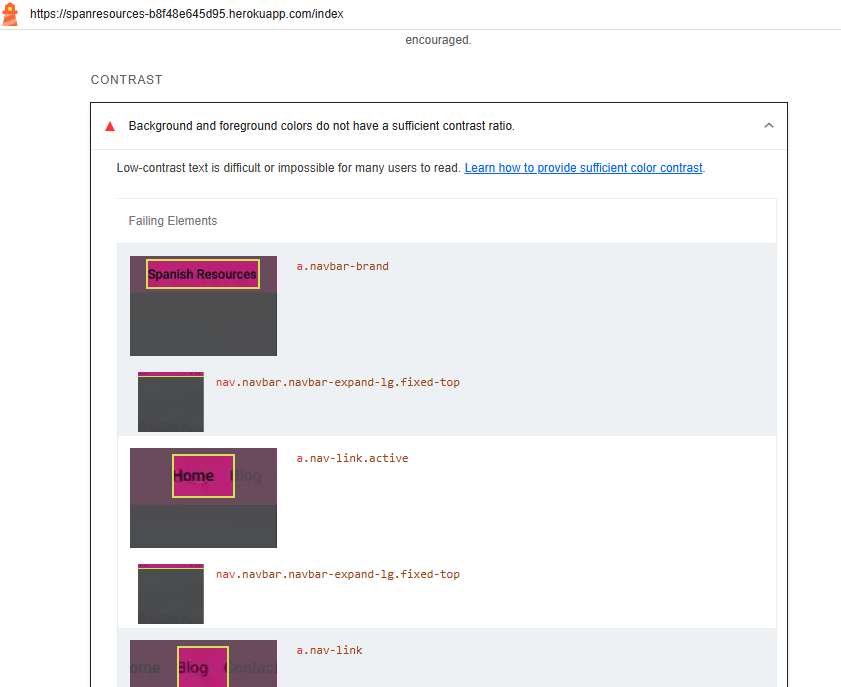 https://spanresources-b8f48e645d95.herokuapp.com/index
encouraged.
CONTRAST
Background and foreground colors do not have a sufficient contrast ratio.
Low-contrast text is difficult or impossible for many users to read. Learn how to provide sufficient color contrast.
Failing Elements
Spanish Resources
a.navbar-brand
nav.navbar.navbar-expand-lg.fixed-top
Home Blog
a.nav-link.active
nav.navbar.navbar-expand-lg.fixed-top
ome Blog Contact
a.nav-link